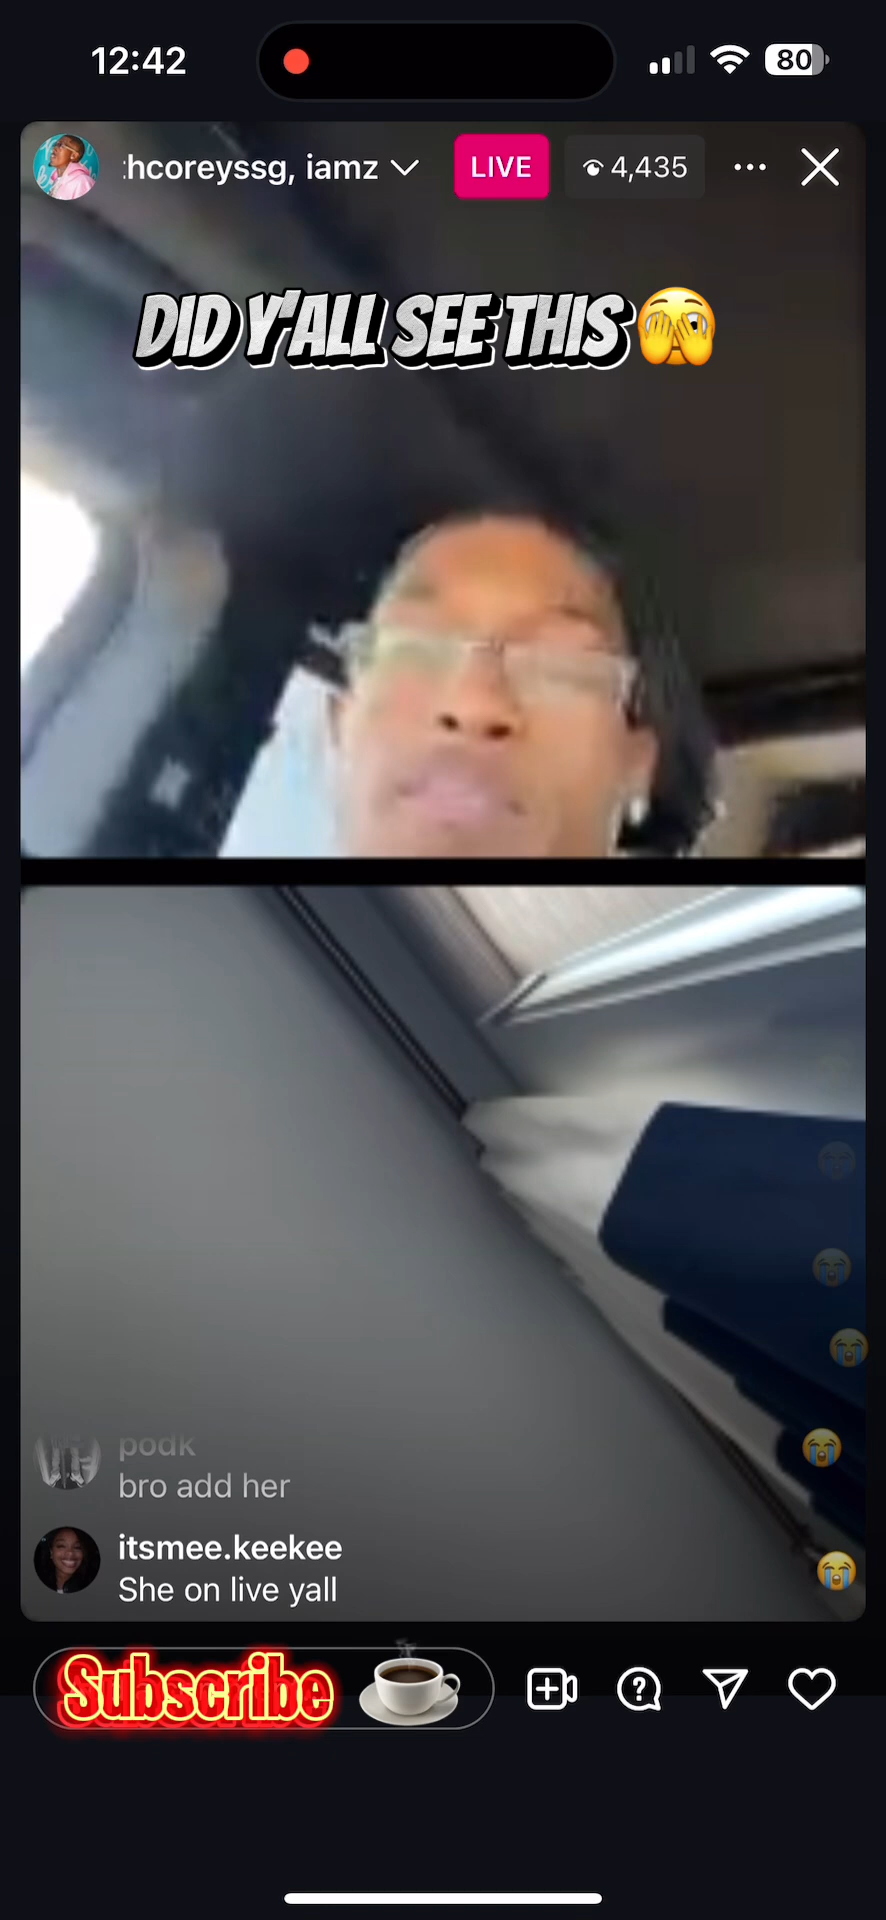 12:42
80
:hcoreyssg, iamz
LIVE
4,435
DID Y'ALL SEE THIS🫣
podk
bro add her
itsmee.keekee
She on live yall
Subscribe